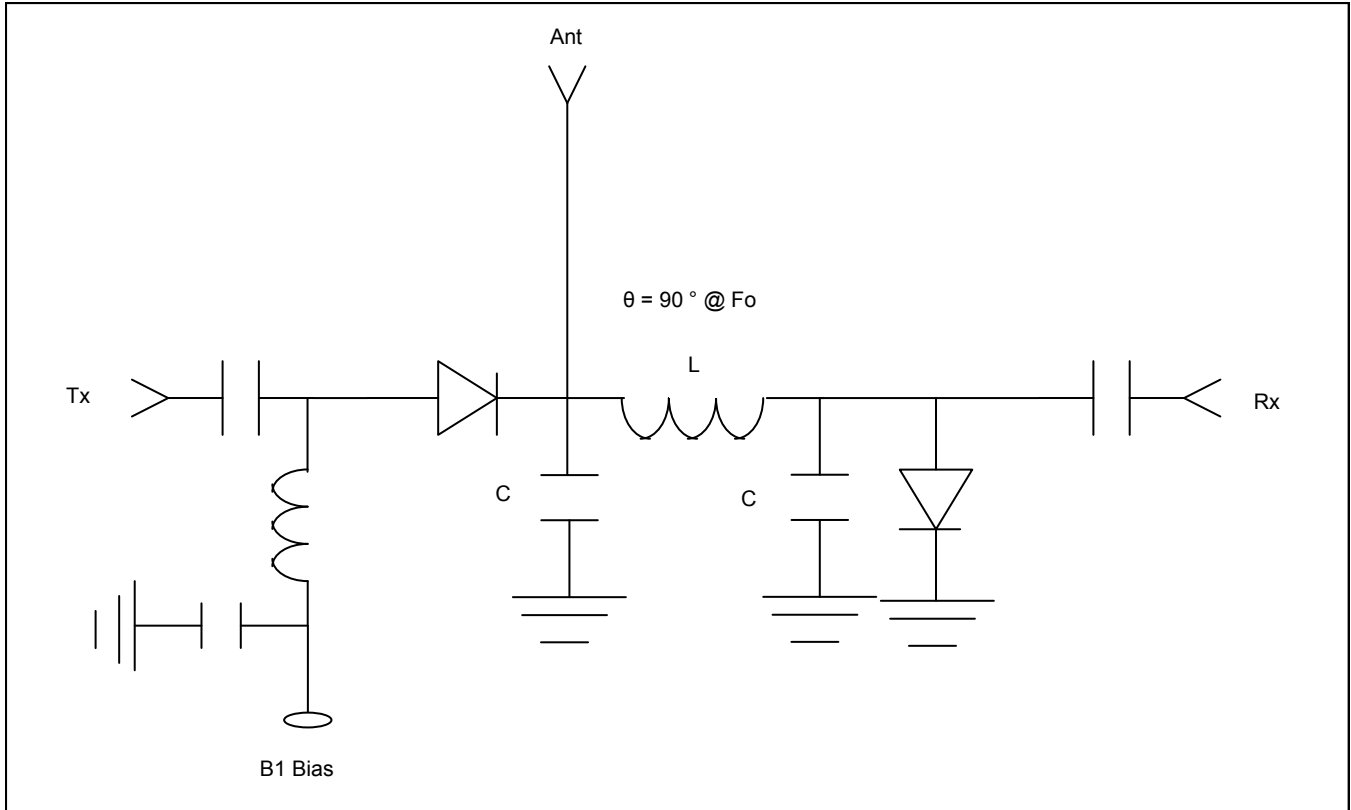 Ant
θ = 90 ° @ Fo
L
Tx
Rx
C
C
B1 Bias